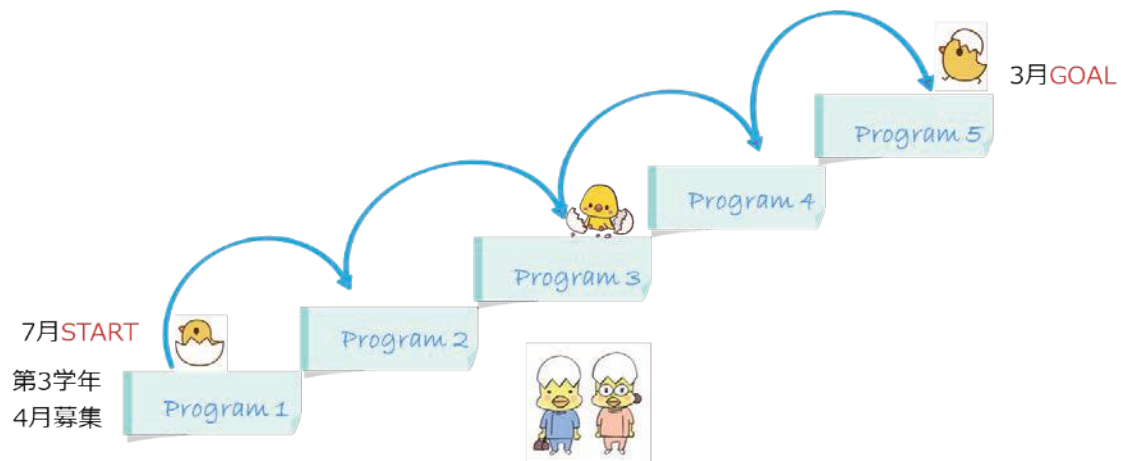 3月GOAL
Program 5
Program 4
Program 3
Program 2
7月START
第3学年
4月募集
Program 1